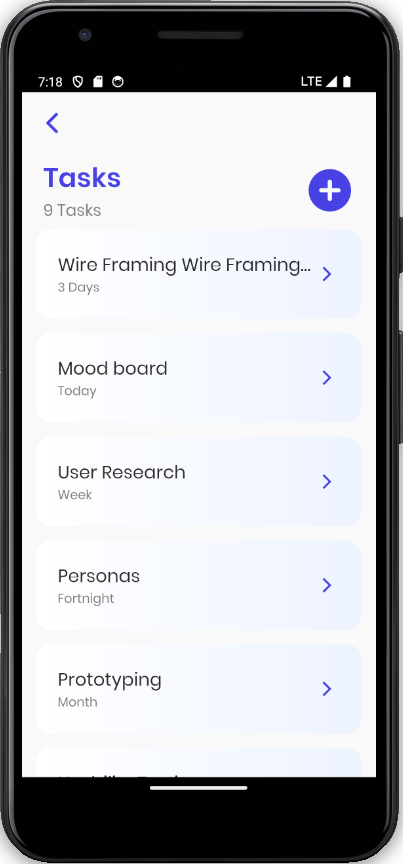 7:18
LTE
Tasks
9 Tasks
Wire Framing Wire Framing...
3 Days
Mood board
Today
User Research
Week
Personas
Fortnight
Prototyping
Month